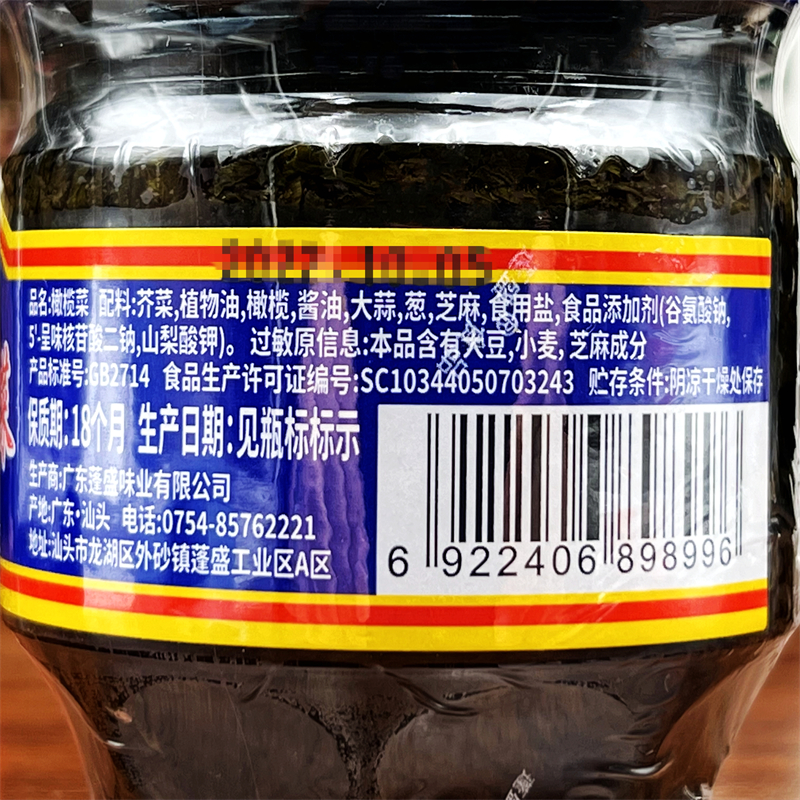 品名:橄榄菜 配料:芥菜,植物油,橄榄,酱油,大蒜,葱,芝麻,食用盐,食品添加剂(谷氨酸钠,
5'-呈味核苷酸二钠,山梨酸钾)。过敏原信息:本品含有大豆,小麦,芝麻成分
产品标准号:GB2714 食品生产许可证编号:SC10344050703243 贮存条件:阴凉干燥处保存
保质期:18个月 生产日期:见瓶标标示
生产商:广东蓬盛味业有限公司
产地:广东·汕头 电话:0754-85762221
地址:汕头市龙湖区外砂镇蓬盛工业区A区
6 922406 898996